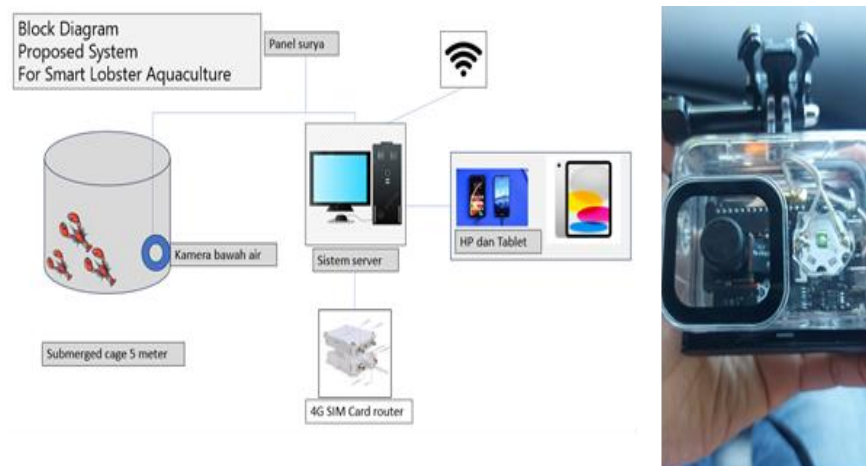 Block Diagram
Proposed System
For Smart Lobster Aquaculture
Panel surya
Kamera bawah air
Sistem server
HP dan Tablet
Submerged cage 5 meter
4G SIM Card router